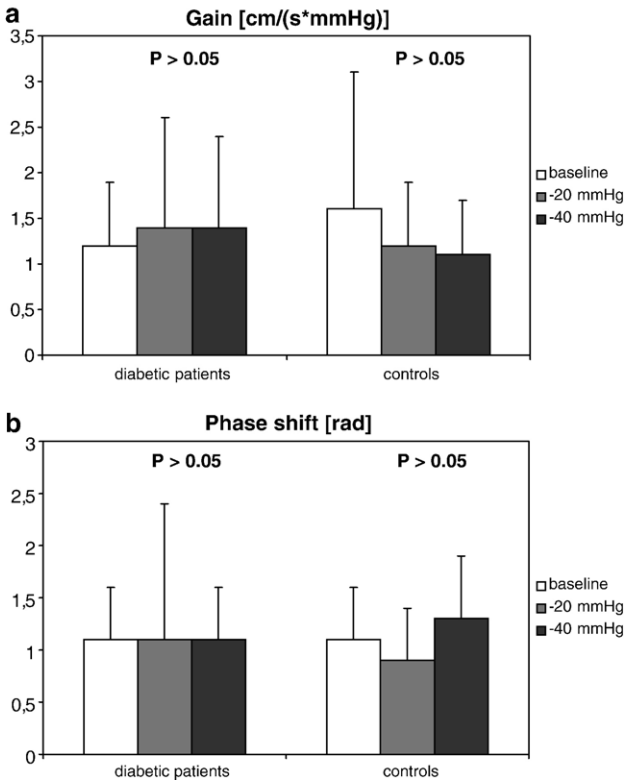 a
Gain [cm/(s*mmHg)]
3,5
3
2,5
2
1,5
1
0,5
0
P > 0.05
P > 0.05
diabetic patients
controls
baseline
-20 mmHg
-40 mmHg
b
Phase shift [rad]
3
2,5
2
1,5
1
0,5
0
P > 0.05
P > 0.05
diabetic patients
controls
baseline
-20 mmHg
-40 mmHg